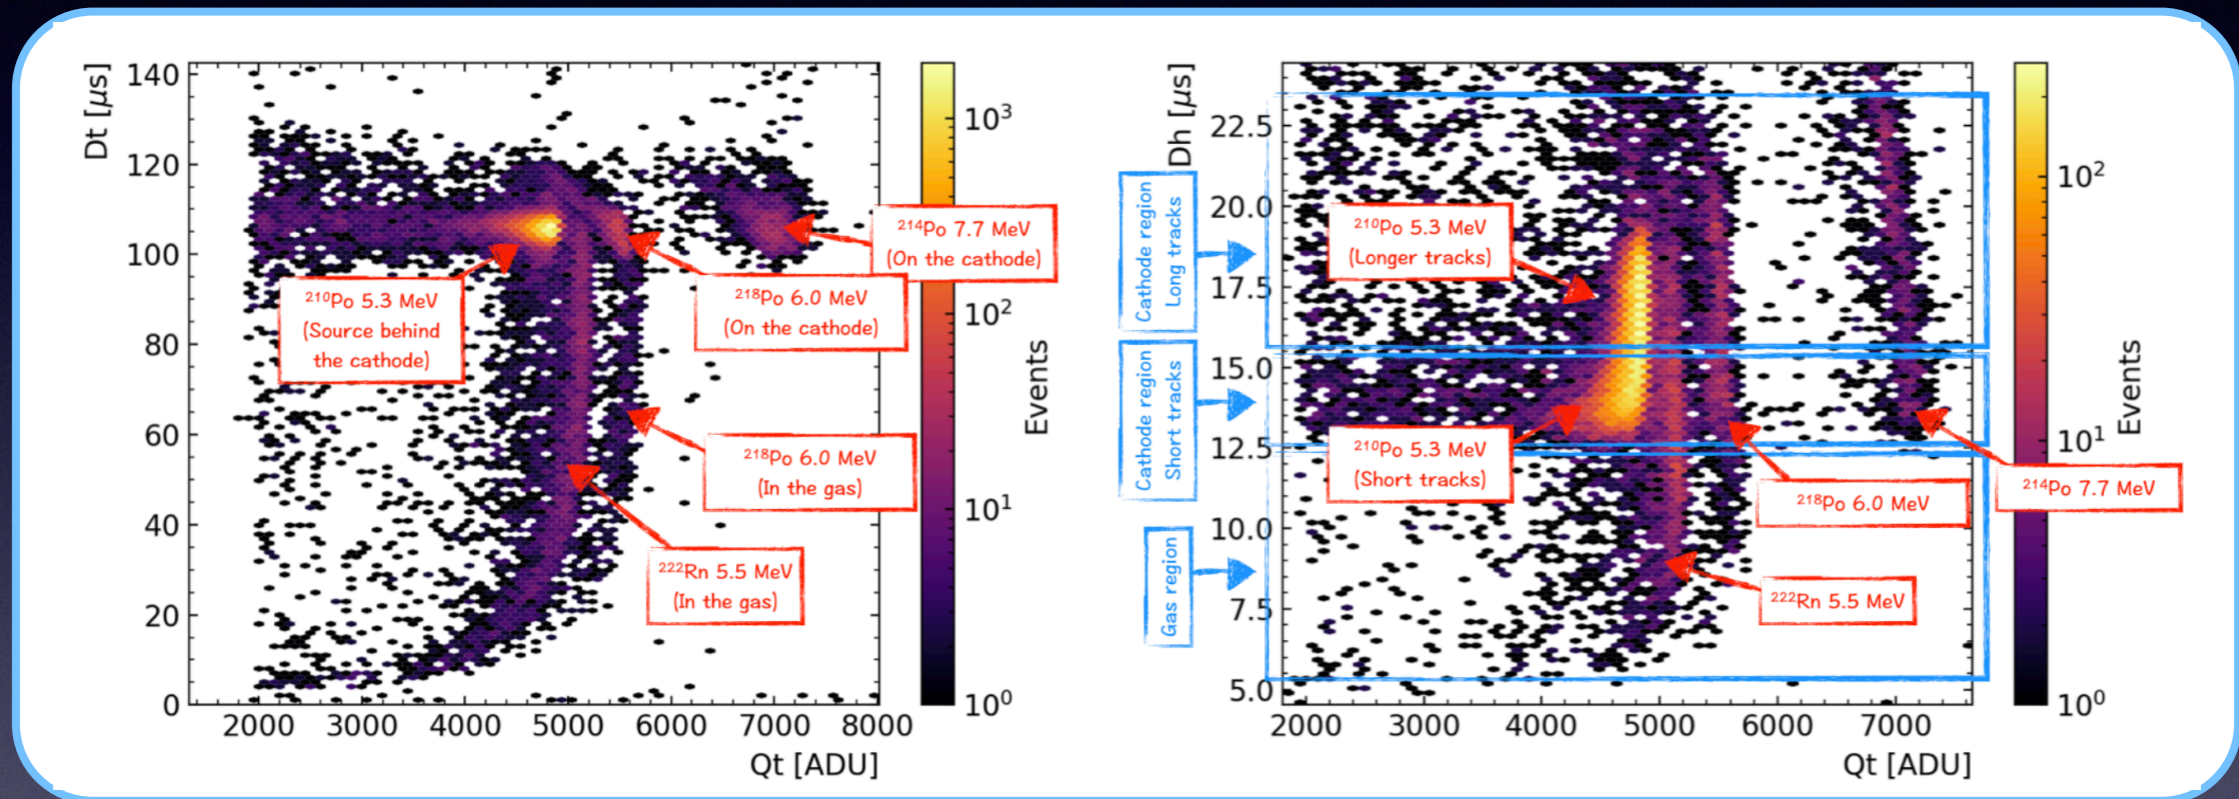 Dt [μs]
140
120
100
80
60
40
20
0
2000 3000 4000 5000 6000 7000 8000
Qt [ADU]
²¹⁰Po 5.3 MeV
(Source behind
the cathode)
²¹⁴Po 7.7 MeV
(On the cathode)
²¹⁸Po 6.0 MeV
(On the cathode)
²¹⁸Po 6.0 MeV
(In the gas)
²²²Rn 5.5 MeV
(In the gas)
10³
10²
10¹
10⁰
Events
Dh [μs]
22.5
20.0
17.5
15.0
12.5
10.0
7.5
5.0
2000 3000 4000 5000 6000 7000
Qt [ADU]
Cathode region
Long tracks
Cathode region
Short tracks
Gas region
²¹⁰Po 5.3 MeV
(Longer tracks)
²¹⁰Po 5.3 MeV
(Short tracks)
²¹⁸Po 6.0 MeV
²²²Rn 5.5 MeV
²¹⁴Po 7.7 MeV
10²
10¹
10⁰
Events